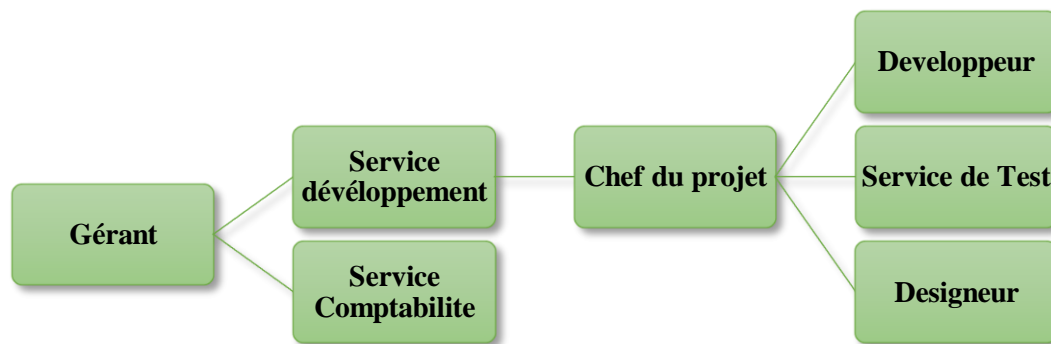 Gérant
Service
dévéloppement
Service
Comptabilite
Chef du projet
Developpeur
Service de Test
Designeur